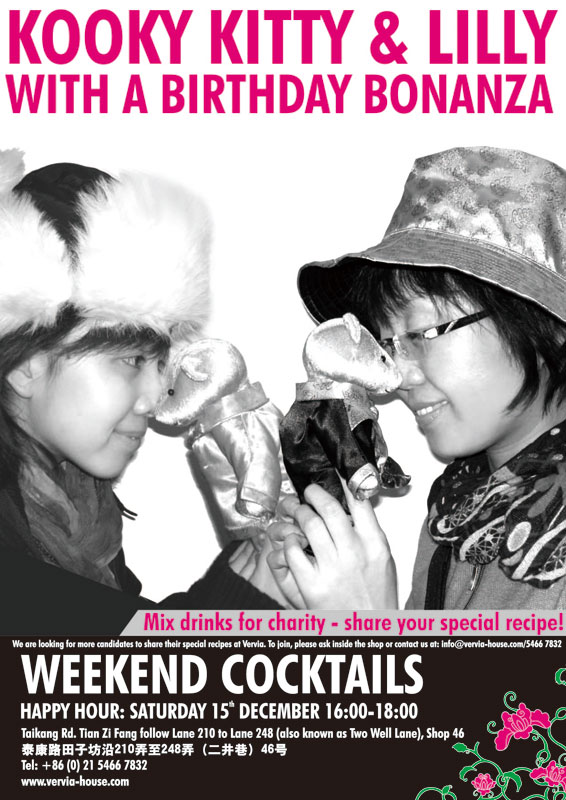 KOOKY KITTY & LILLY
WITH A BIRTHDAY BONANZA
Mix drinks for charity - share your special recipe!
We are looking for more candidates to share their special recipes at Vervia. To join, please ask inside the shop or contact us at: info@vervia-house.com/5466 7832
WEEKEND COCKTAILS
HAPPY HOUR: SATURDAY 15th DECEMBER 16:00-18:00
Taikang Rd. Tian Zi Fang follow Lane 210 to Lane 248 (also known as Two Well Lane), Shop 46
泰康路田子坊沿210弄至248弄 (二井巷) 46号
Tel: +86 (0) 21 5466 7832
www.vervia-house.com